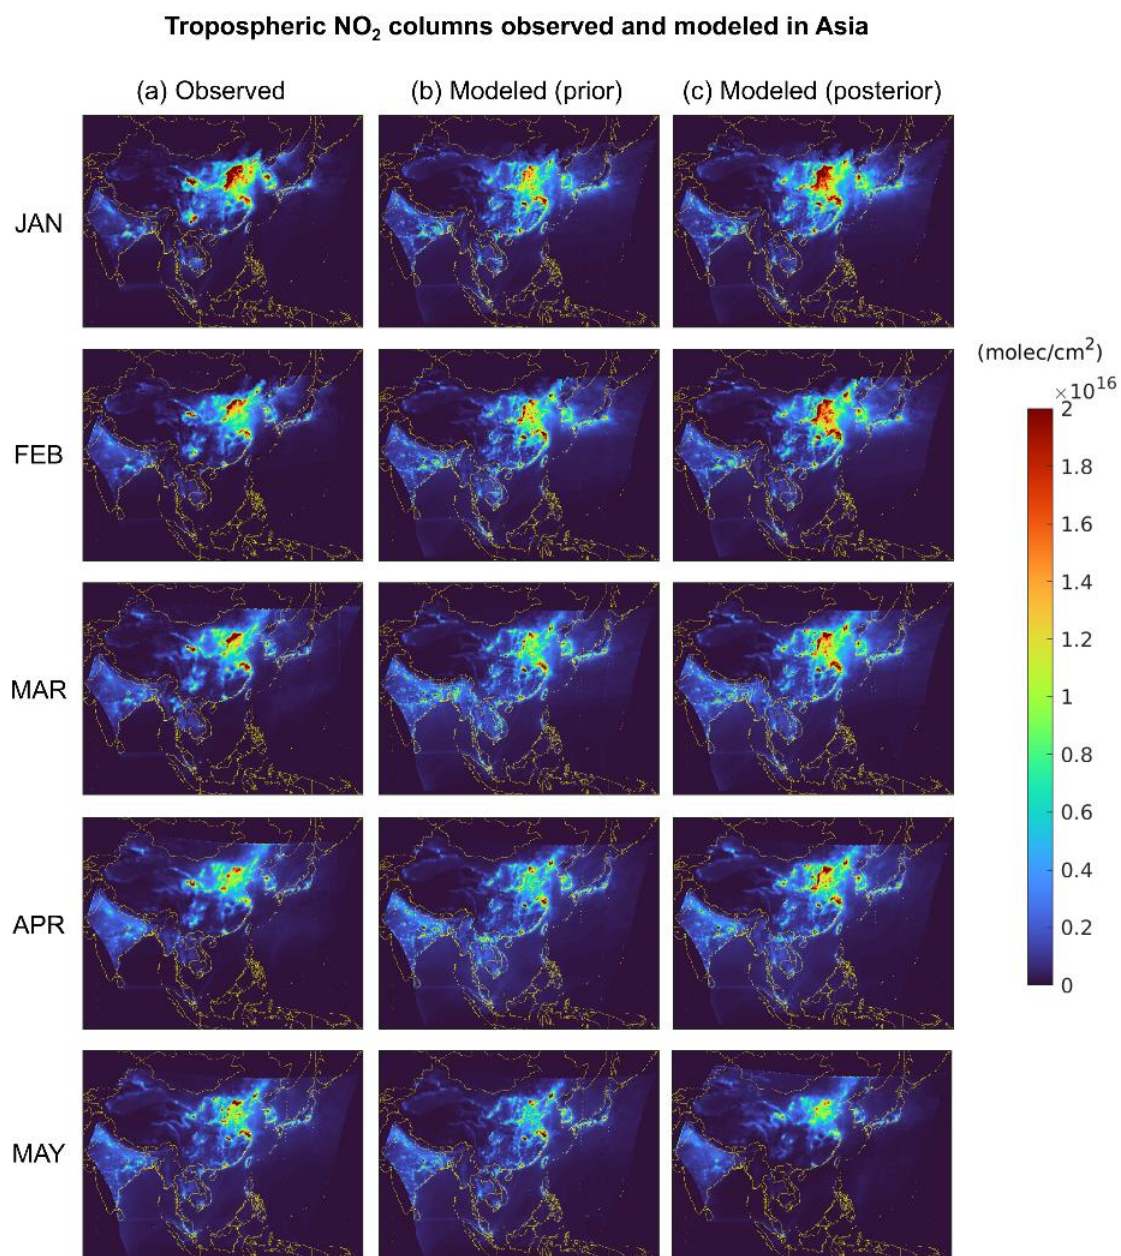 Tropospheric NO₂ columns observed and modeled in Asia
(a) Observed (b) Modeled (prior) (c) Modeled (posterior)
JAN
FEB
MAR
APR
MAY
(molec/cm²)
×10¹⁶
2
1.8
1.6
1.4
1.2
1
0.8
0.6
0.4
0.2
0